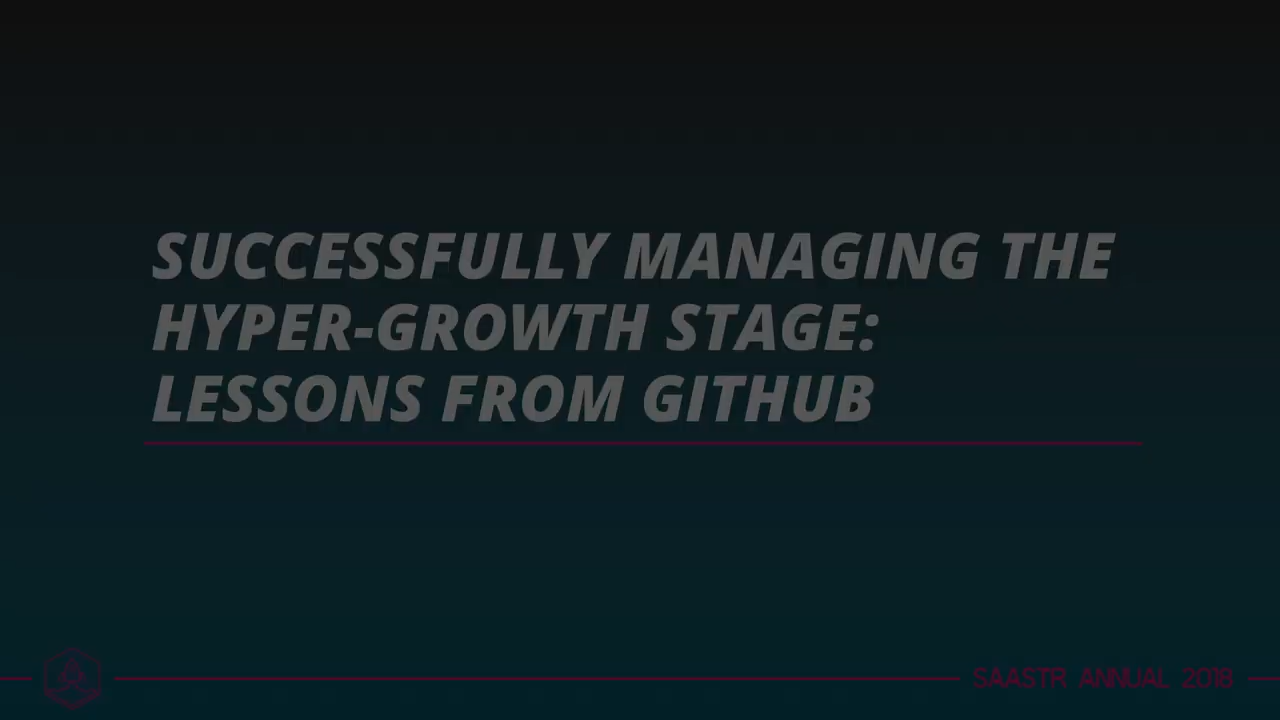 SUCCESSFULLY MANAGING THE
HYPER-GROWTH STAGE:
LESSONS FROM GITHUB
SAASTR ANNUAL 2018